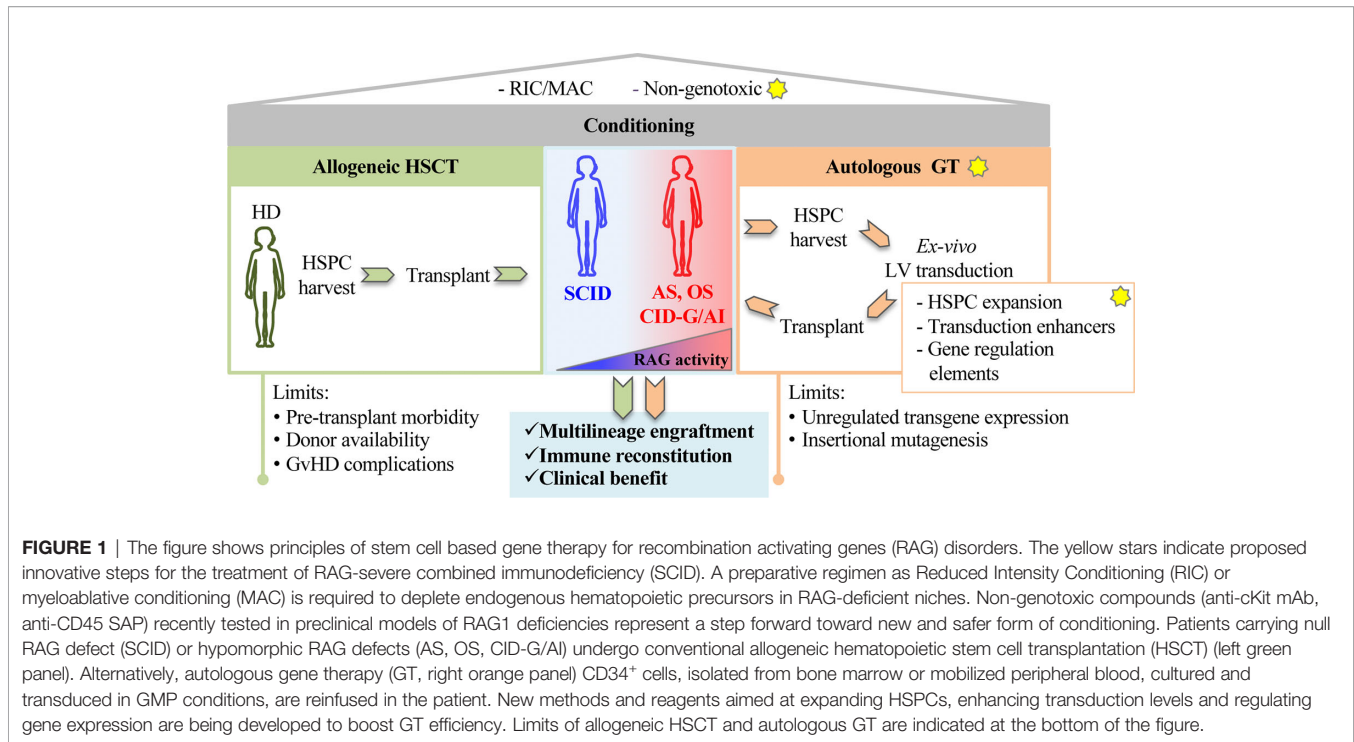 - RIC/MAC - Non-genotoxic
Conditioning
Allogeneic HSCT
HD
HSPC
harvest
Transplant
SCID
AS, OS
CID-G/AI
RAG activity
Autologous GT
HSPC
harvest
Ex-vivo
LV transduction
Transplant
- HSPC expansion
- Transduction enhancers
- Gene regulation
elements
Limits:
• Pre-transplant morbidity
• Donor availability
• GvHD complications
✓Multilineage engraftment
✓Immune reconstitution
✓Clinical benefit
Limits:
• Unregulated transgene expression
• Insertional mutagenesis
FIGURE 1 | The figure shows principles of stem cell based gene therapy for recombination activating genes (RAG) disorders. The yellow stars indicate proposed
innovative steps for the treatment of RAG-severe combined immunodeficiency (SCID). A preparative regimen as Reduced Intensity Conditioning (RIC) or
myeloablative conditioning (MAC) is required to deplete endogenous hematopoietic precursors in RAG-deficient niches. Non-genotoxic compounds (anti-cKit mAb,
anti-CD45 SAP) recently tested in preclinical models of RAG1 deficiencies represent a step forward toward new and safer form of conditioning. Patients carrying null
RAG defect (SCID) or hypomorphic RAG defects (AS, OS, CID-G/AI) undergo conventional allogeneic hematopoietic stem cell transplantation (HSCT) (left green
panel). Alternatively, autologous gene therapy (GT, right orange panel) CD34⁺ cells, isolated from bone marrow or mobilized peripheral blood, cultured and
transduced in GMP conditions, are reinfused in the patient. New methods and reagents aimed at expanding HSPCs, enhancing transduction levels and regulating
gene expression are being developed to boost GT efficiency. Limits of allogeneic HSCT and autologous GT are indicated at the bottom of the figure.